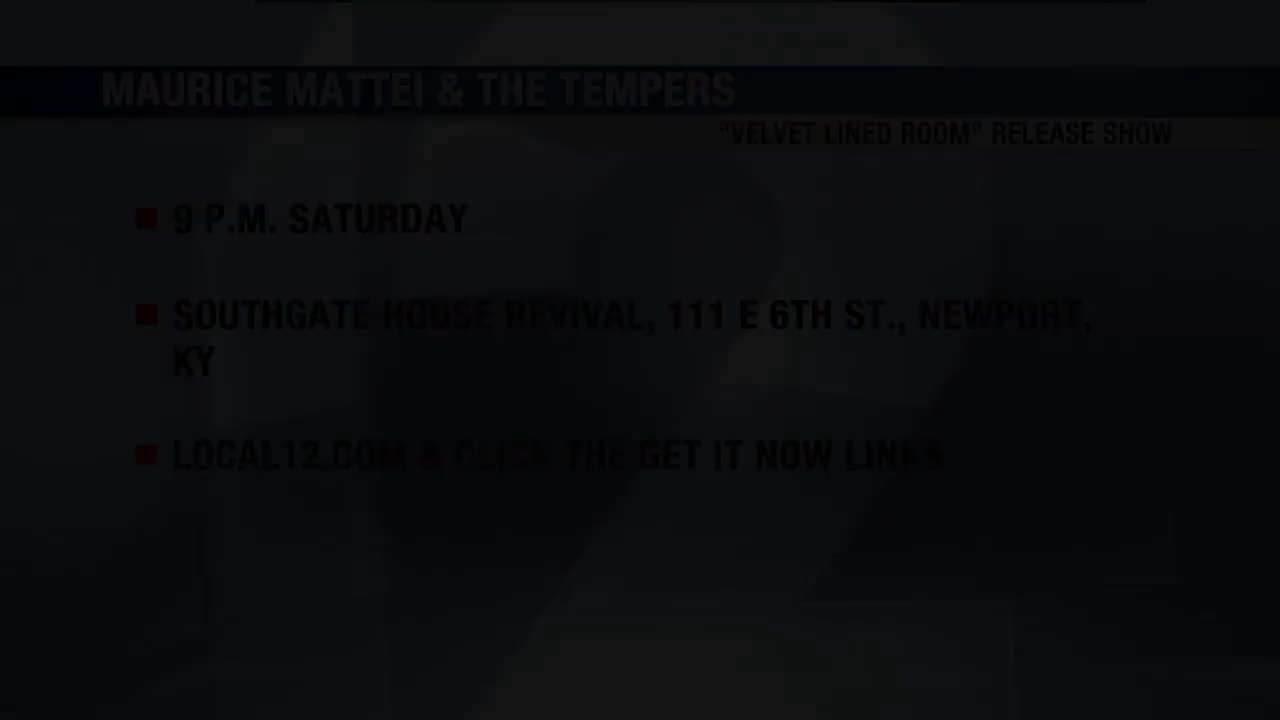 MAURICE MATTEI & THE TEMPERS
"VELVET LINED ROOM" RELEASE SHOW
9 P.M. SATURDAY
SOUTHGATE HOUSE REVIVAL, 111 E 6TH ST., NEWPORT,
KY
LOCAL12.COM & CLICK THE GET IT NOW LINKS